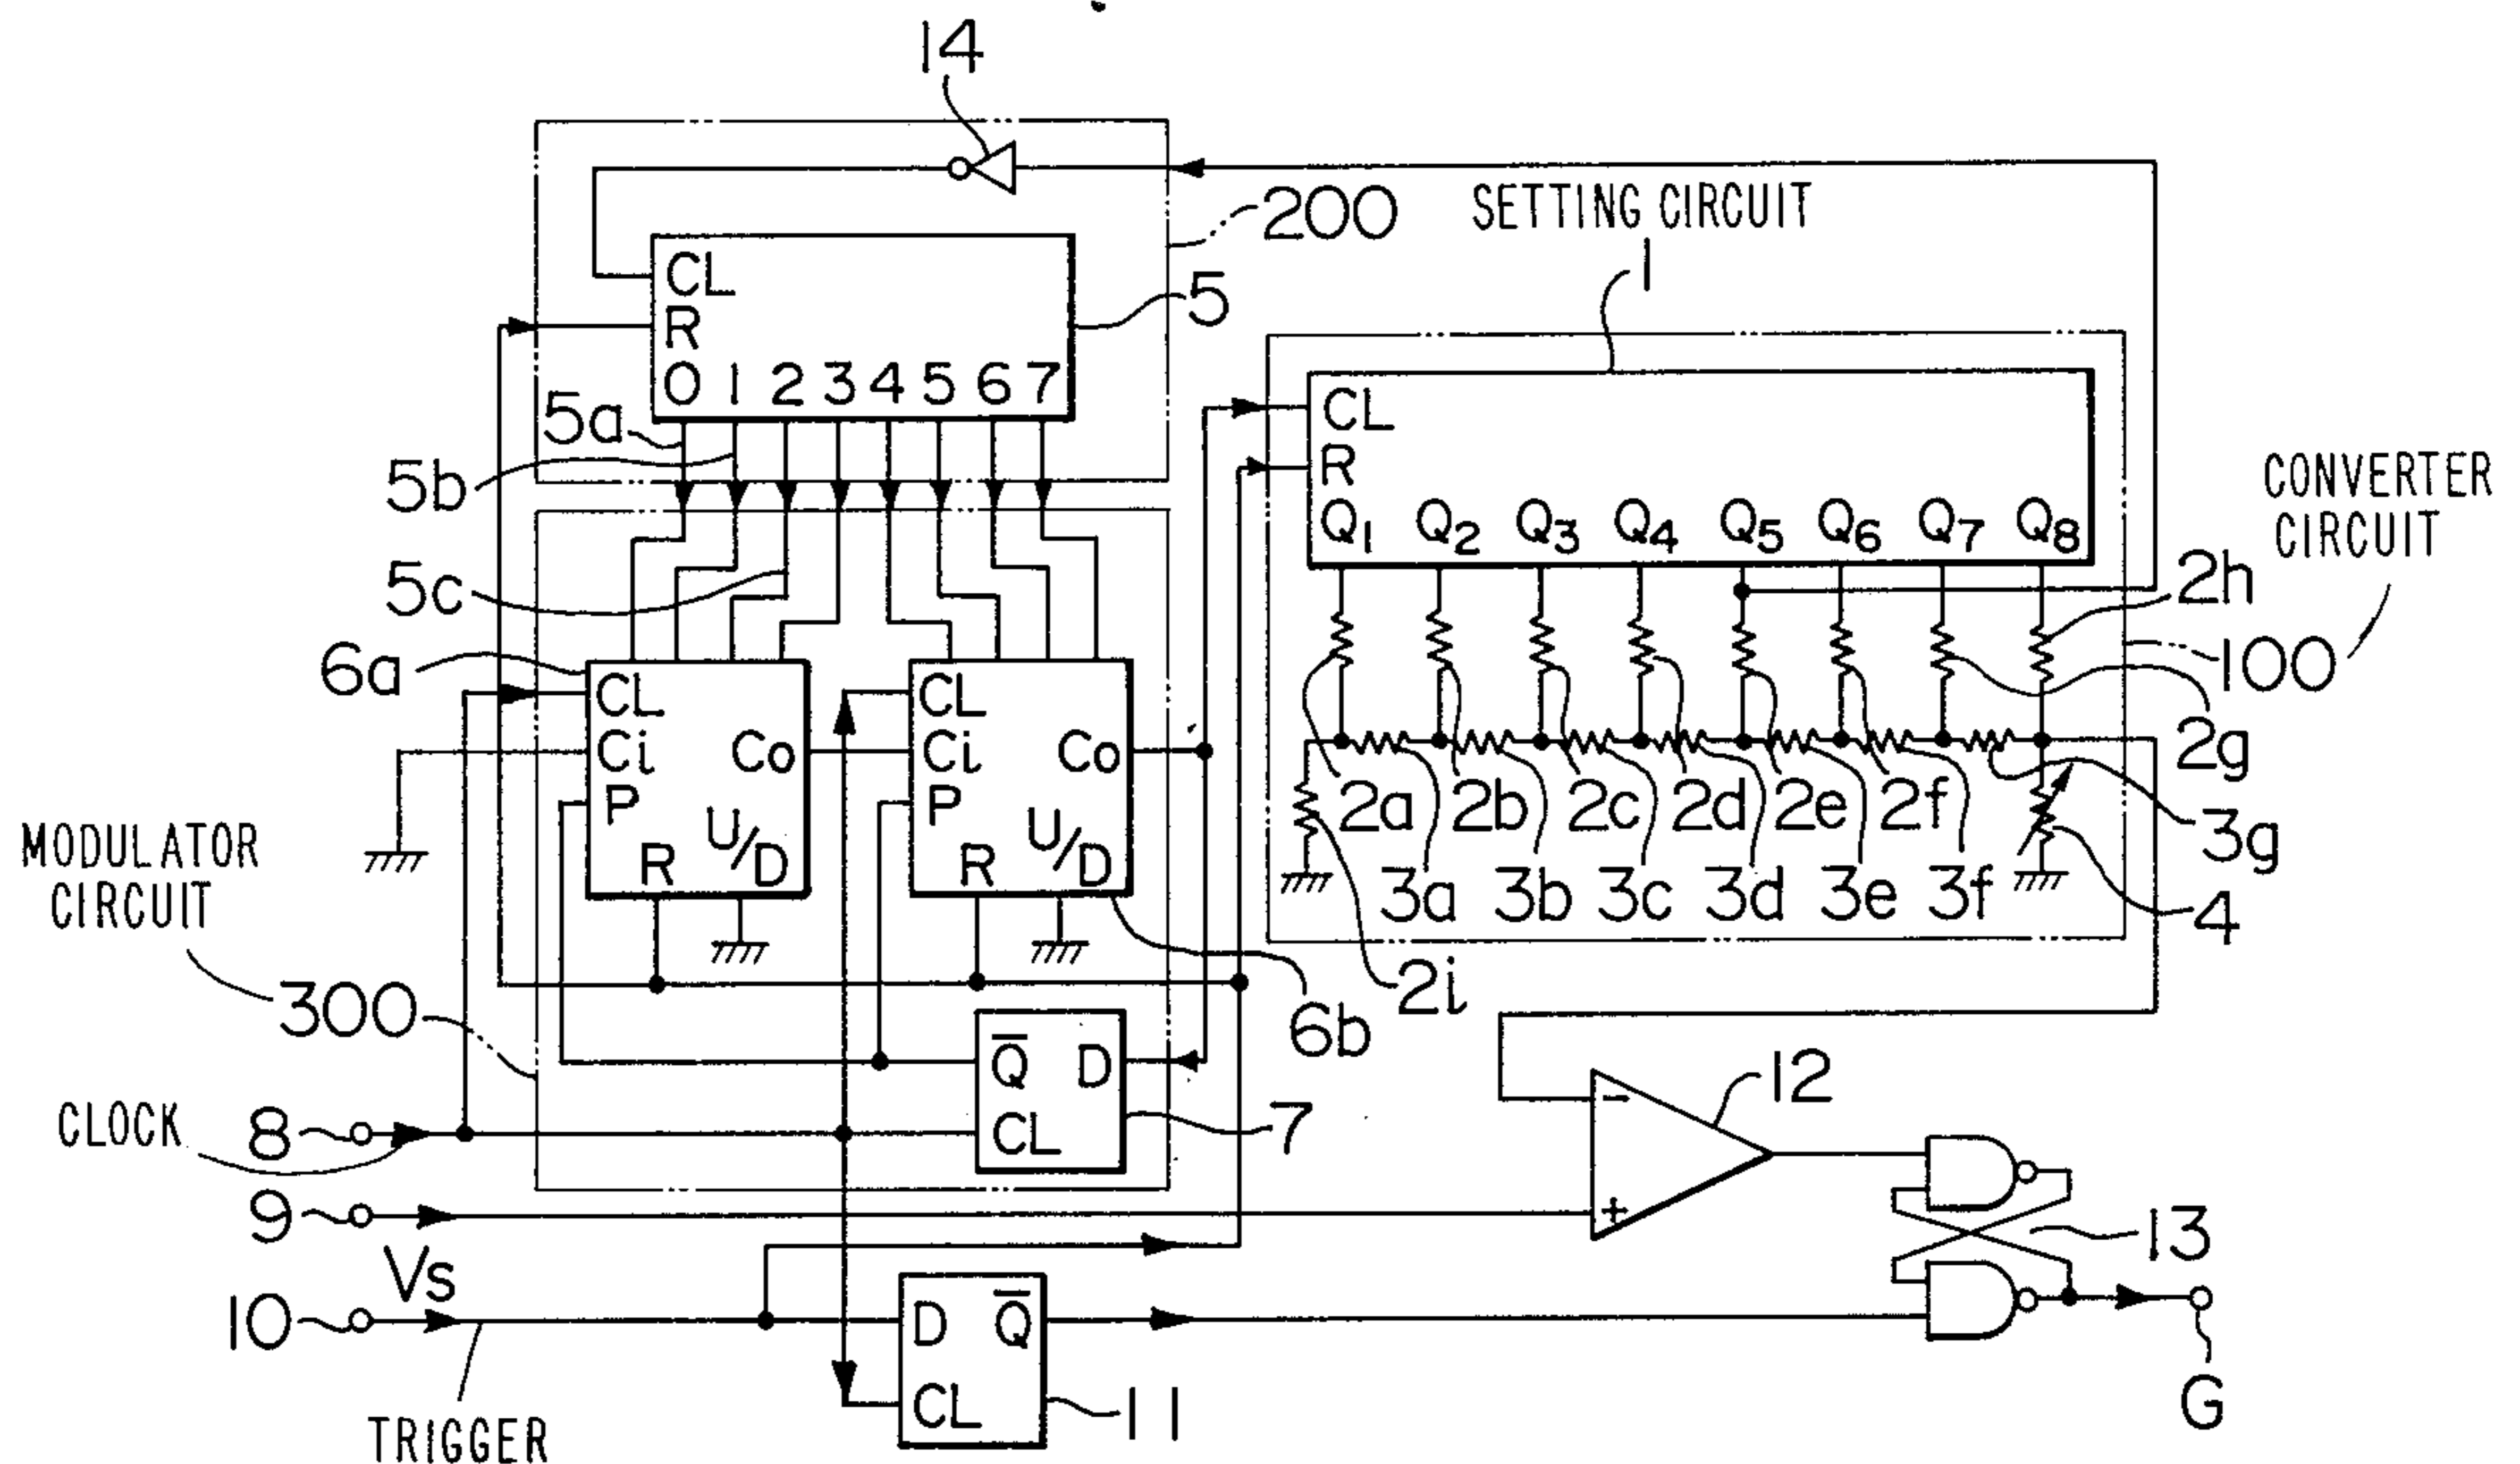 14
200
SETTING CIRCUIT
1
CL
R
0 1 2 3 4 5 6 7
5
5a
5b
5c
CL
R
Q1 Q2 Q3 Q4 Q5 Q6 Q7 Q8
CONVERTER
CIRCUIT
2h
100
2g
6a
CL
Ci
Co
P
U/D
R
CL
Ci
Co
P
U/D
R
2a 2b 2c 2d 2e 2f
3g
3a 3b 3c 3d 3e 3f
4
2i
6b
MODULATOR
CIRCUIT
300
Q̅ D
CL
7
12
-
+
CLOCK
8
9
Vs
10
TRIGGER
D Q̅
CL
11
13
G